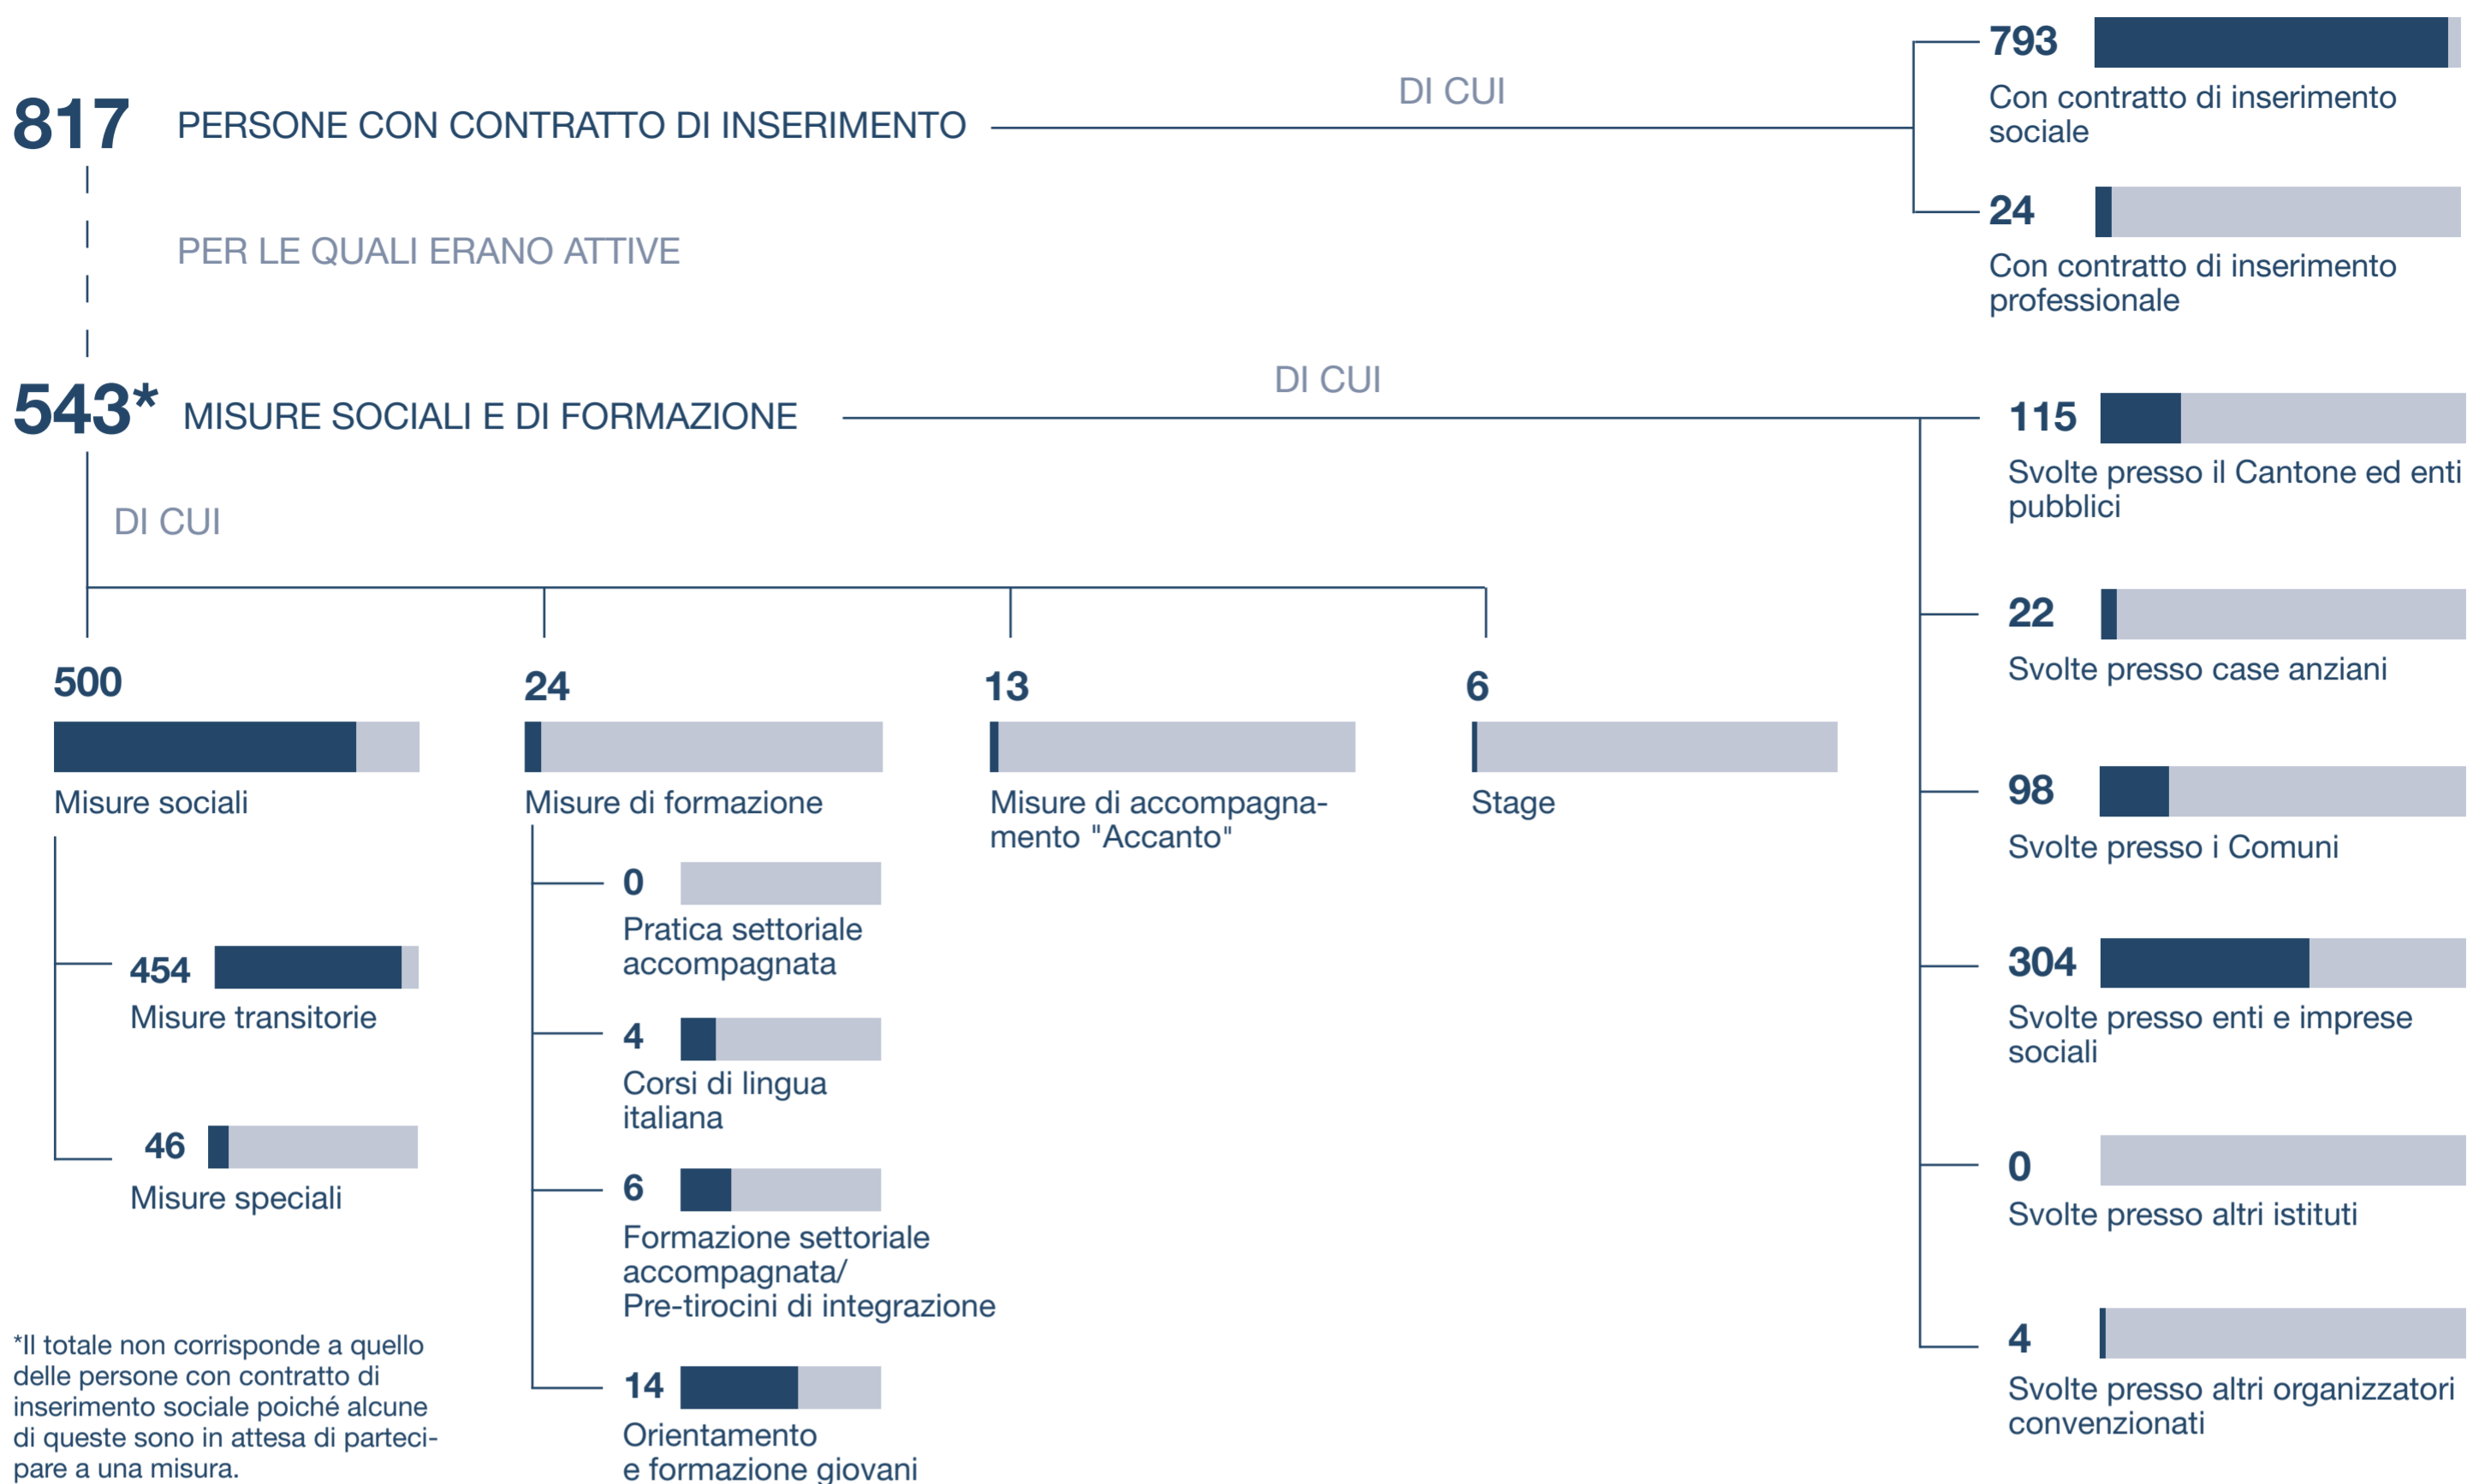 817 PERSONE CON CONTRATTO DI INSERIMENTO
DI CUI
793
Con contratto di inserimento
sociale
24
Con contratto di inserimento
professionale
PER LE QUALI ERANO ATTIVE
543* MISURE SOCIALI E DI FORMAZIONE
DI CUI
115
Svolte presso il Cantone ed enti
pubblici
22
Svolte presso case anziani
98
Svolte presso i Comuni
304
Svolte presso enti e imprese
sociali
0
Svolte presso altri istituti
4
Svolte presso altri organizzatori
convenzionati
DI CUI
500
Misure sociali
454
Misure transitorie
46
Misure speciali
24
Misure di formazione
0
Pratica settoriale
accompagnata
4
Corsi di lingua
italiana
6
Formazione settoriale
accompagnata/
Pre-tirocini di integrazione
14
Orientamento
e formazione giovani
13
Misure di accompagna-
mento "Accanto"
6
Stage
*Il totale non corrisponde a quello
delle persone con contratto di
inserimento sociale poiché alcune
di queste sono in attesa di parteci-
pare a una misura.